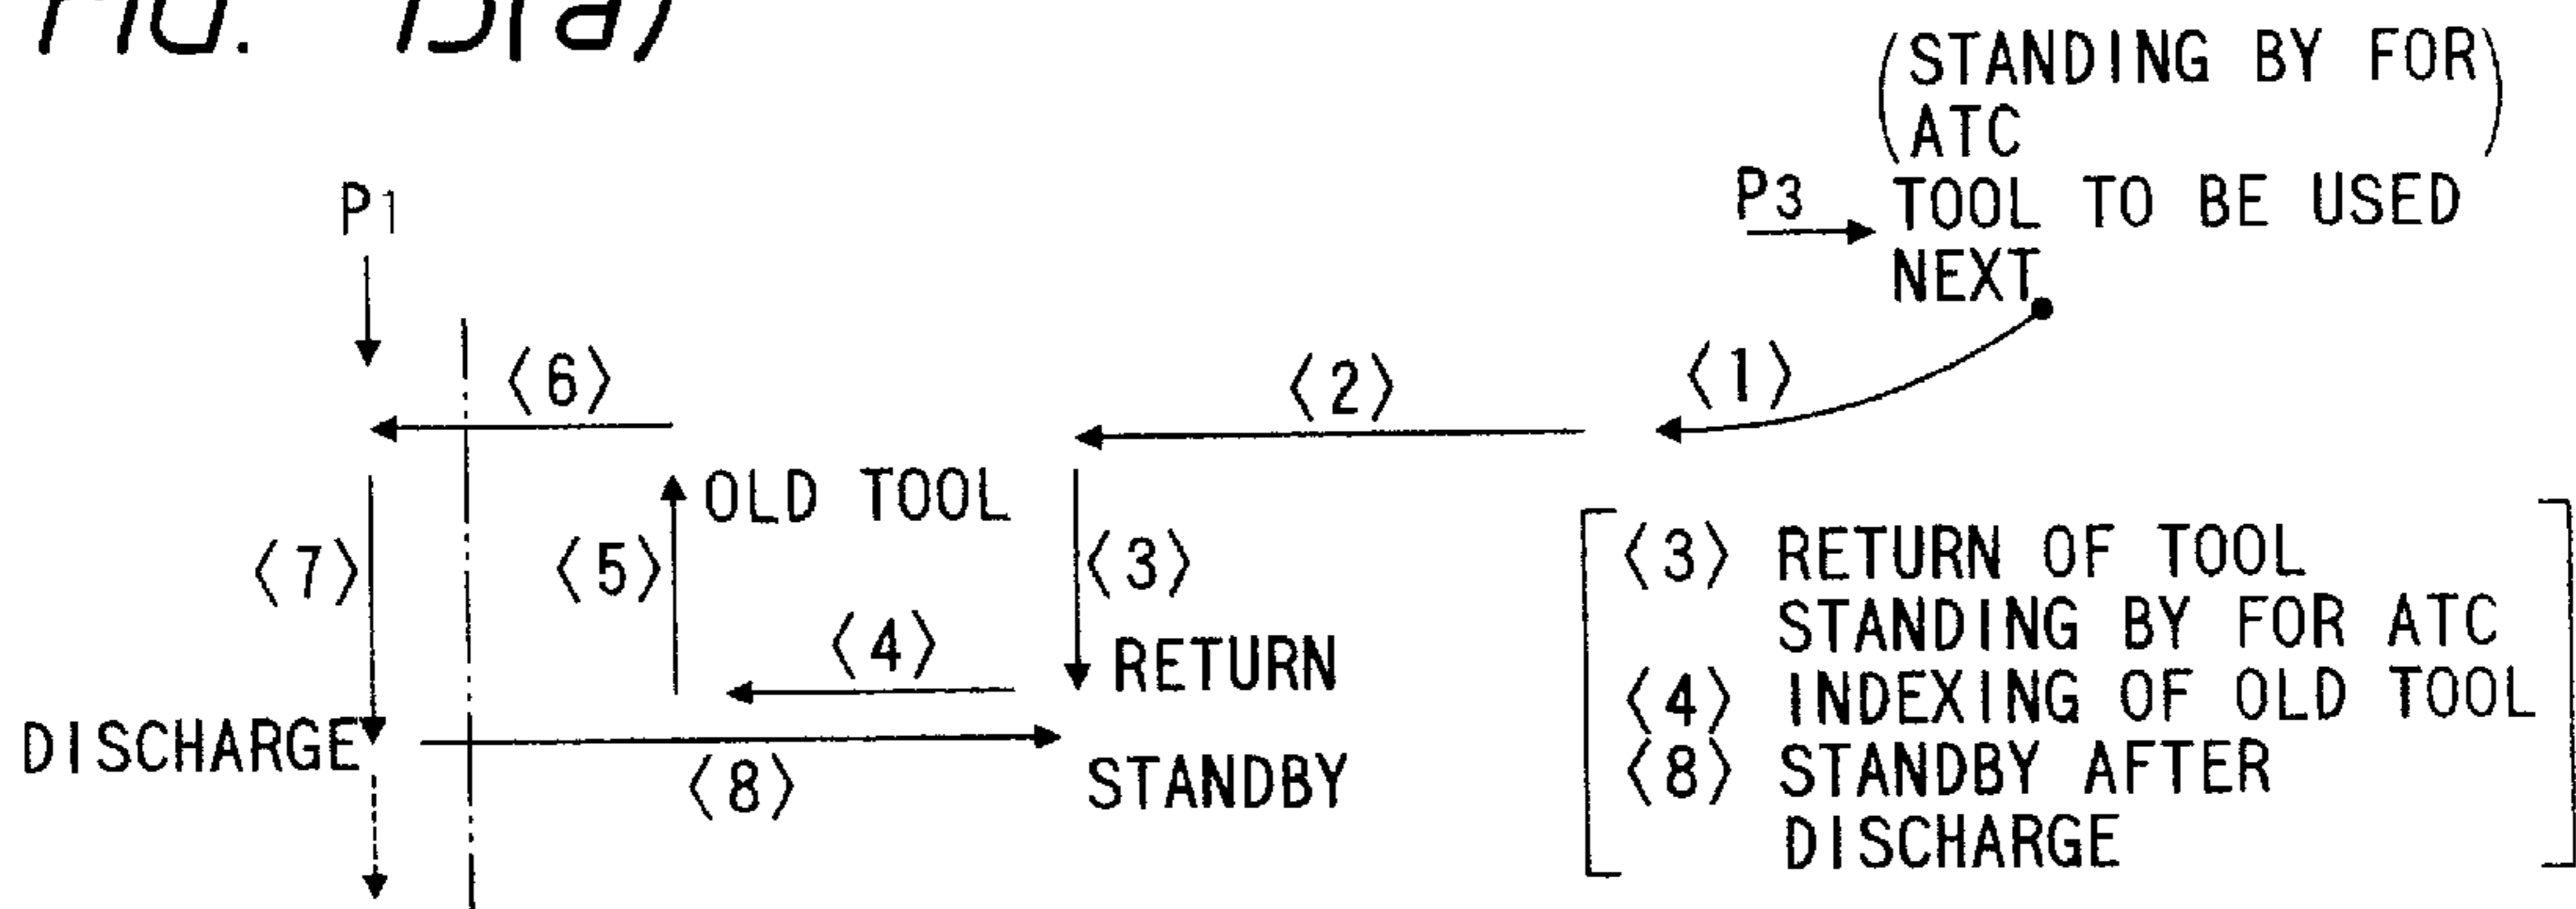 (STANDING BY FOR
ATC)
P1
P3
TOOL TO BE USED
NEXT
〈6〉
〈2〉
〈1〉
OLD TOOL
〈7〉
〈5〉
〈3〉
〈4〉
RETURN
DISCHARGE
〈8〉
STANDBY
〈3〉 RETURN OF TOOL
STANDING BY FOR ATC
〈4〉 INDEXING OF OLD TOOL
〈8〉 STANDBY AFTER
DISCHARGE